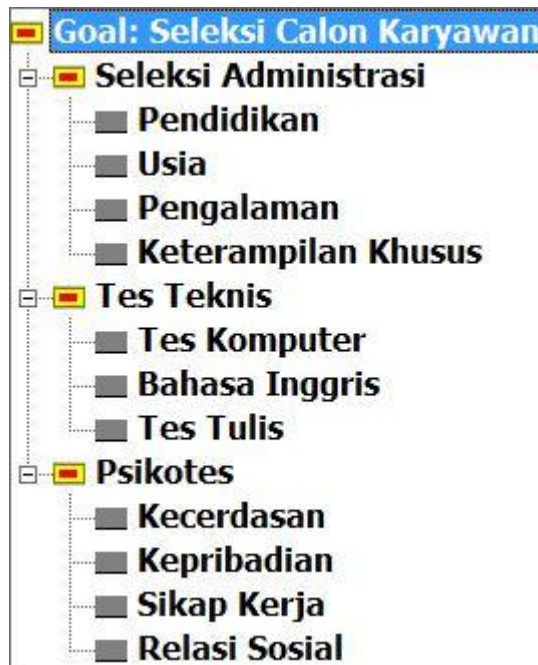 Goal: Seleksi Calon Karyawan
Seleksi Administrasi
Pendidikan
Usia
Pengalaman
Keterampilan Khusus
Tes Teknis
Tes Komputer
Bahasa Inggris
Tes Tulis
Psikotes
Kecerdasan
Kepribadian
Sikap Kerja
Relasi Sosial